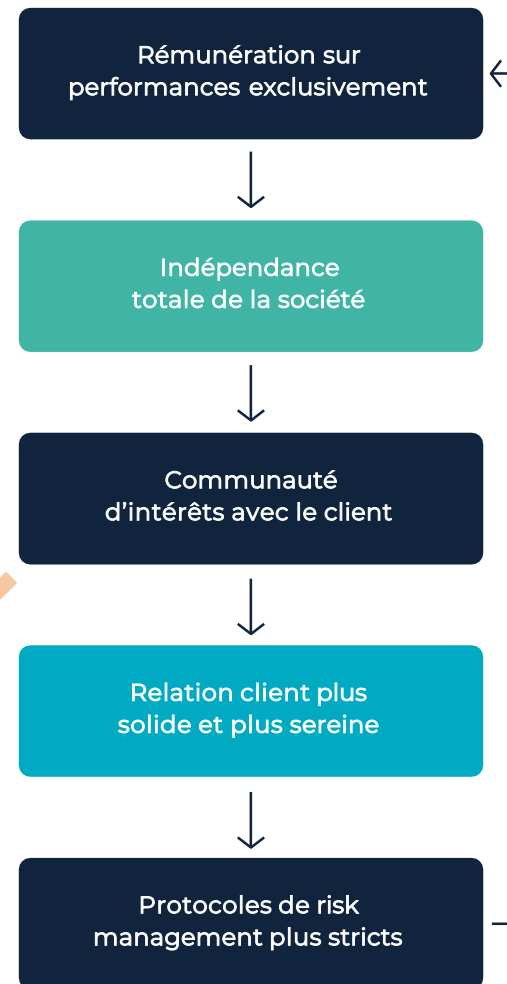 Rémunération sur
performances exclusivement
Indépendance
totale de la société
Communauté
d'intérêts avec le client
Relation client plus
solide et plus sereine
Protocoles de risk
management plus stricts